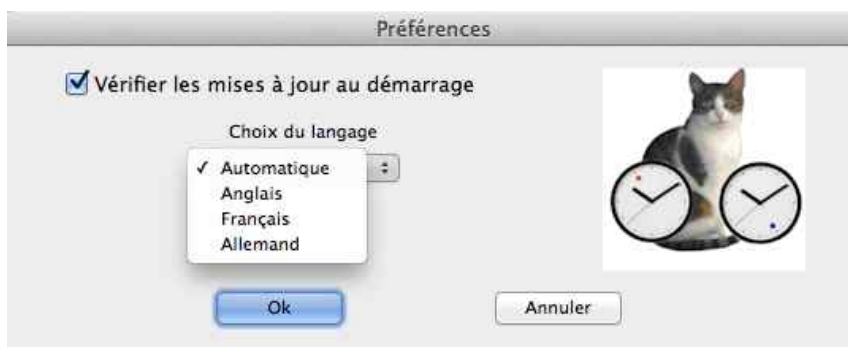 Préférences
Vérifier les mises à jour au démarrage
Choix du langage
✓ Automatique
Anglais
Français
Allemand
Ok
Annuler